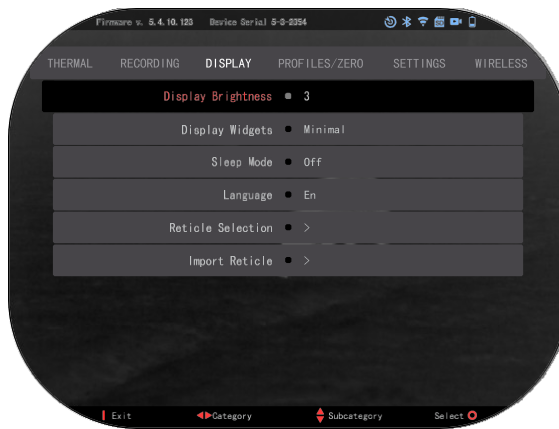 Firmware v. 5.4.10.123 Device Serial 5-3-2354
THERMAL RECORDING DISPLAY PROFILES/ZERO SETTINGS WIRELESS
Display Brightness 3
Display Widgets Minimal
Sleep Mode Off
Language En
Reticle Selection >
Import Reticle >
Exit Category Subcategory Select